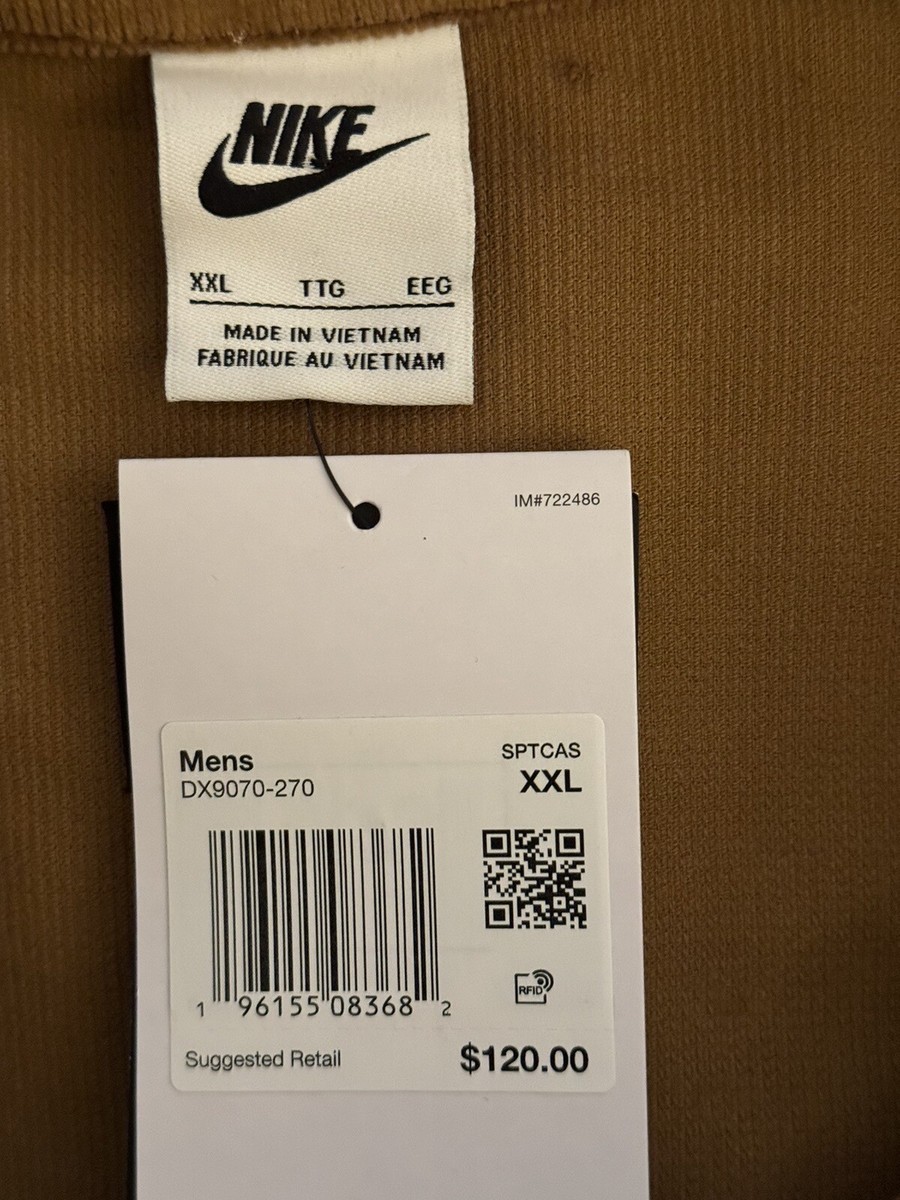 NIKE
XXL TTG EEG
MADE IN VIETNAM
FABRIQUE AU VIETNAM
IM#722486
Mens SPTCAS
DX9070-270 XXL
RFID
1 96155 08368 2
Suggested Retail $120.00